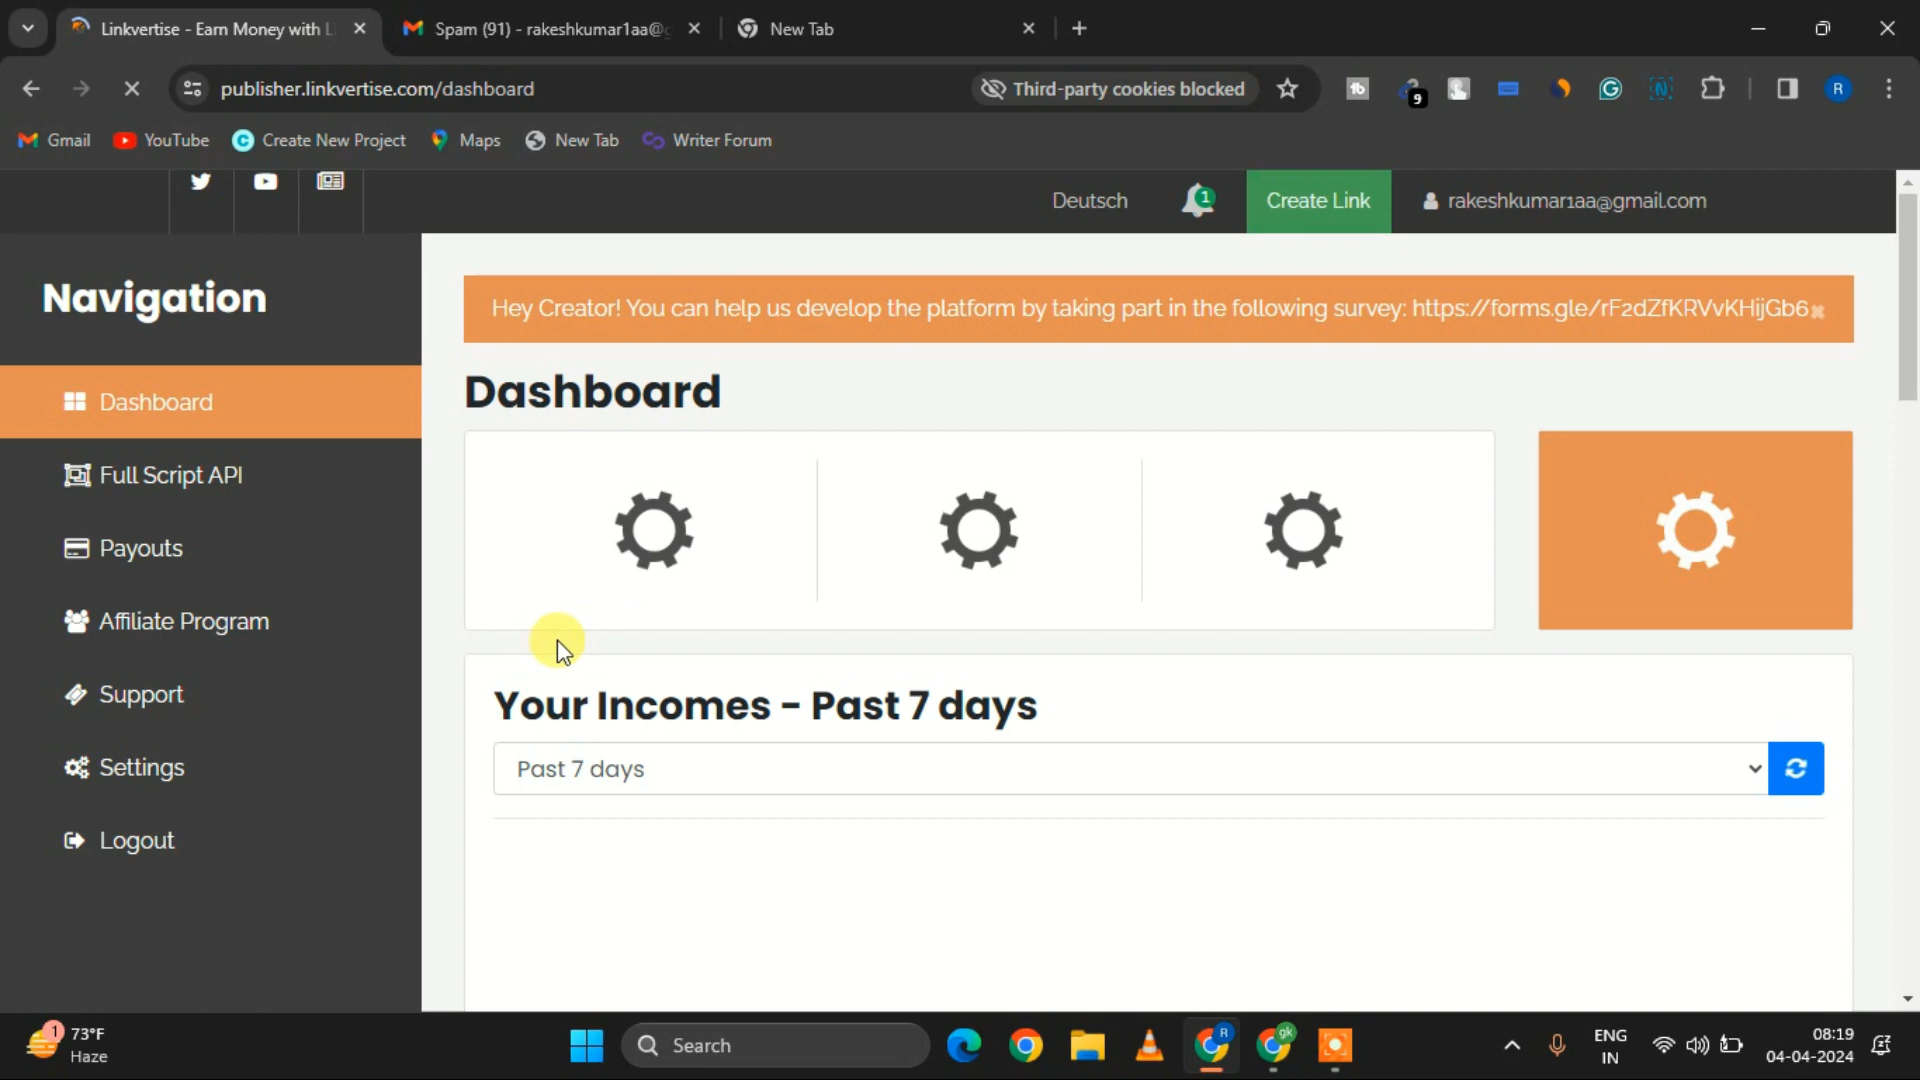 Linkvertise - Earn Money with L
Spam (91) - rakeshkumar1aa@g
New Tab
publisher.linkvertise.com/dashboard
Third-party cookies blocked
9
R
Gmail
YouTube
Create New Project
Maps
New Tab
Writer Forum
Deutsch
1
Create Link
rakeshkumar1aa@gmail.com
Navigation
Dashboard
Full Script API
Payouts
Affiliate Program
Support
Settings
Logout
Hey Creator! You can help us develop the platform by taking part in the following survey: https://forms.gle/rF2dZfKRVvKHijGb6
Dashboard
Your Incomes - Past 7 days
Past 7 days
1
73°F
Haze
Search
R
gk
ENG
IN
08:19
04-04-2024